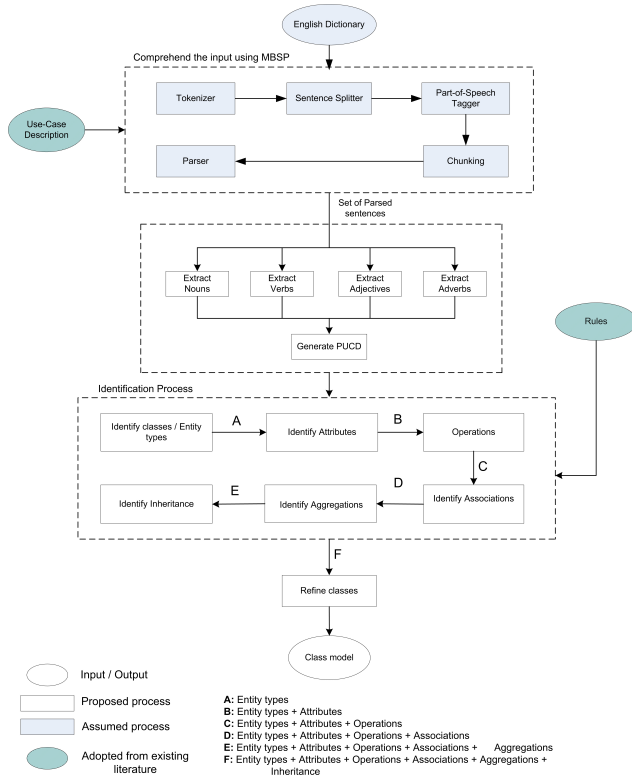 English Dictionary
Comprehend the input using MBSP
Tokenizer
Sentence Splitter
Part-of-Speech
Tagger
Use-Case
Description
Parser
Chunking
Set of Parsed
sentences
Extract
Nouns
Extract
Verbs
Extract
Adjectives
Extract
Adverbs
Rules
Generate PUCD
Identification Process
Identify classes / Entity
types
A
Identify Attributes
B
Operations
C
Identify Inheritance
E
Identify Aggregations
D
Identify Associations
F
Refine classes
Class model
Input / Output
Proposed process
Assumed process
Adopted from existing
literature
A: Entity types
B: Entity types + Attributes
C: Entity types + Attributes + Operations
D: Entity types + Attributes + Operations + Associations
E: Entity types + Attributes + Operations + Associations + Aggregations
F: Entity types + Attributes + Operations + Associations + Aggregations +
Inheritance